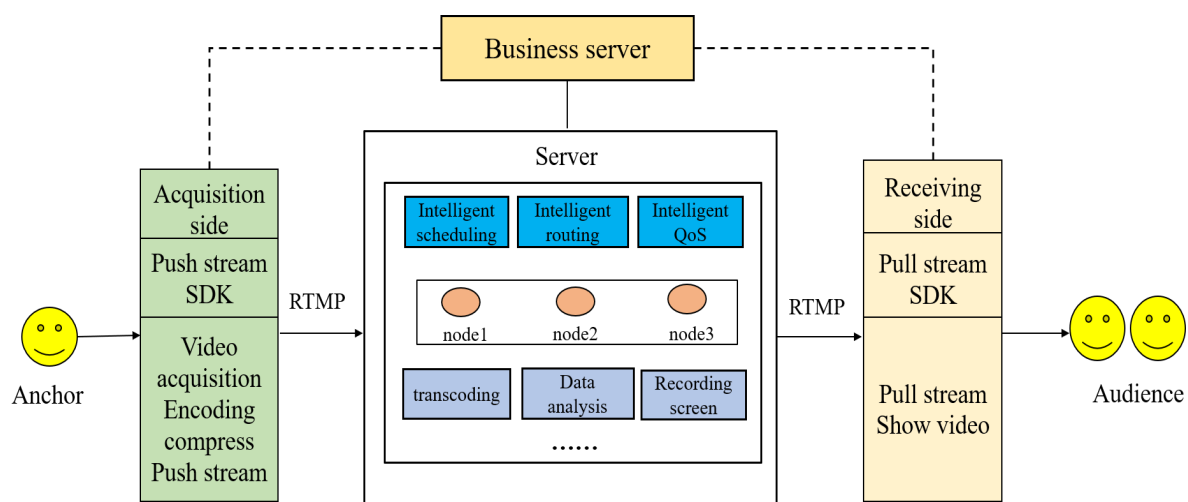 Business server
Server
Acquisition
side
Push stream
SDK
Video
acquisition
Encoding
compress
Push stream
Anchor
RTMP
Intelligent
scheduling
Intelligent
routing
Intelligent
QoS
node1
node2
node3
transcoding
Data
analysis
Recording
screen
......
RTMP
Receiving
side
Pull stream
SDK
Pull stream
Show video
Audience